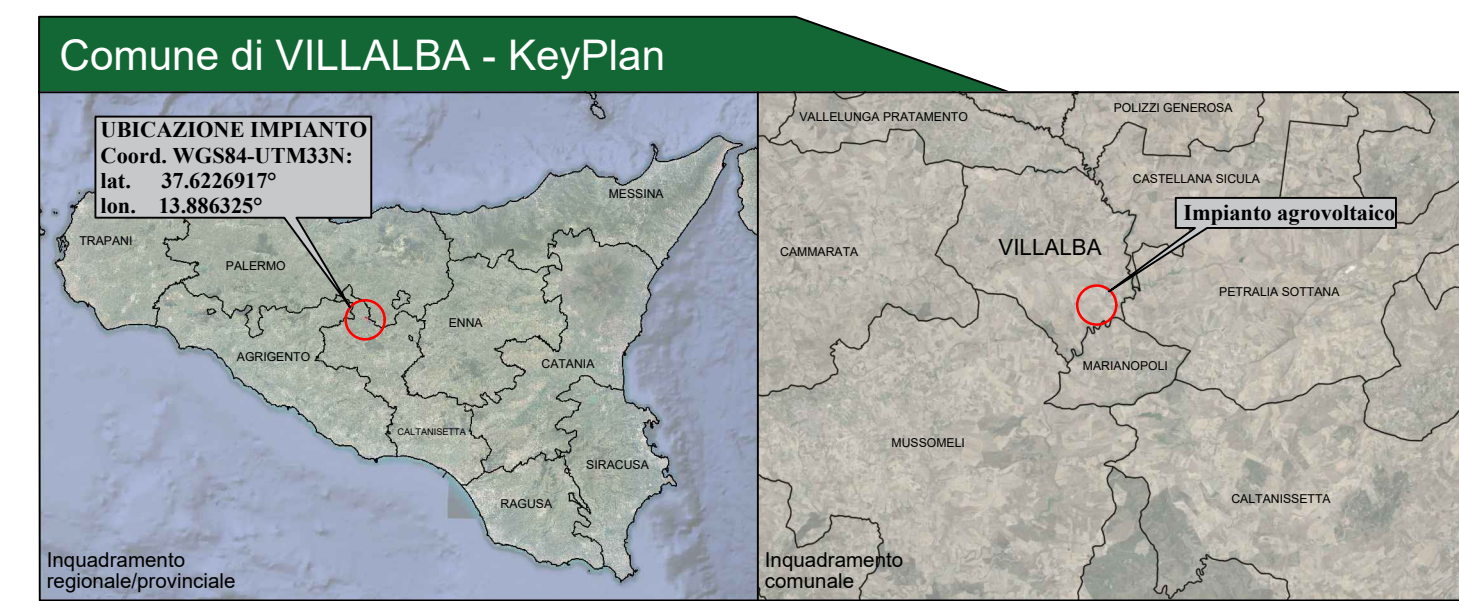 Comune di VILLALBA - KeyPlan
UBICAZIONE IMPIANTO
Coord. WGS84-UTM33N:
lat. 37.6226917°
lon. 13.886325°
MESSINA
TRAPANI
PALERMO
ENNA
AGRIGENTO
CATANIA
CALTANISETTA
SIRACUSA
RAGUSA
Inquadramento
regionale/provinciale
POLIZZI GENEROSA
VALLELUNGA PRATAMENTO
CASTELLANA SICULA
Impianto agrovoltaico
VILLALBA
CAMMARATA
PETRALIA SOTTANA
MARIANOPOLI
MUSSOMELI
CALTANISSETTA
Inquadramento
comunale